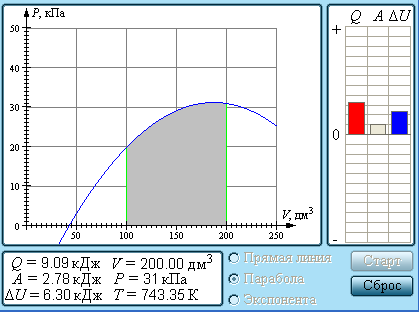 P, кПа
50
40
30
20
10
0
50
100
150
200
250
V, дм3
Q A ΔU
+
0
-
Q = 9.09 кДж V = 200.00 дм3
A = 2.78 кДж P = 31 кПа
ΔU = 6.30 кДж T = 743.35 К
Прямая линия
Парабола
Экспонента
Старт
Сброс